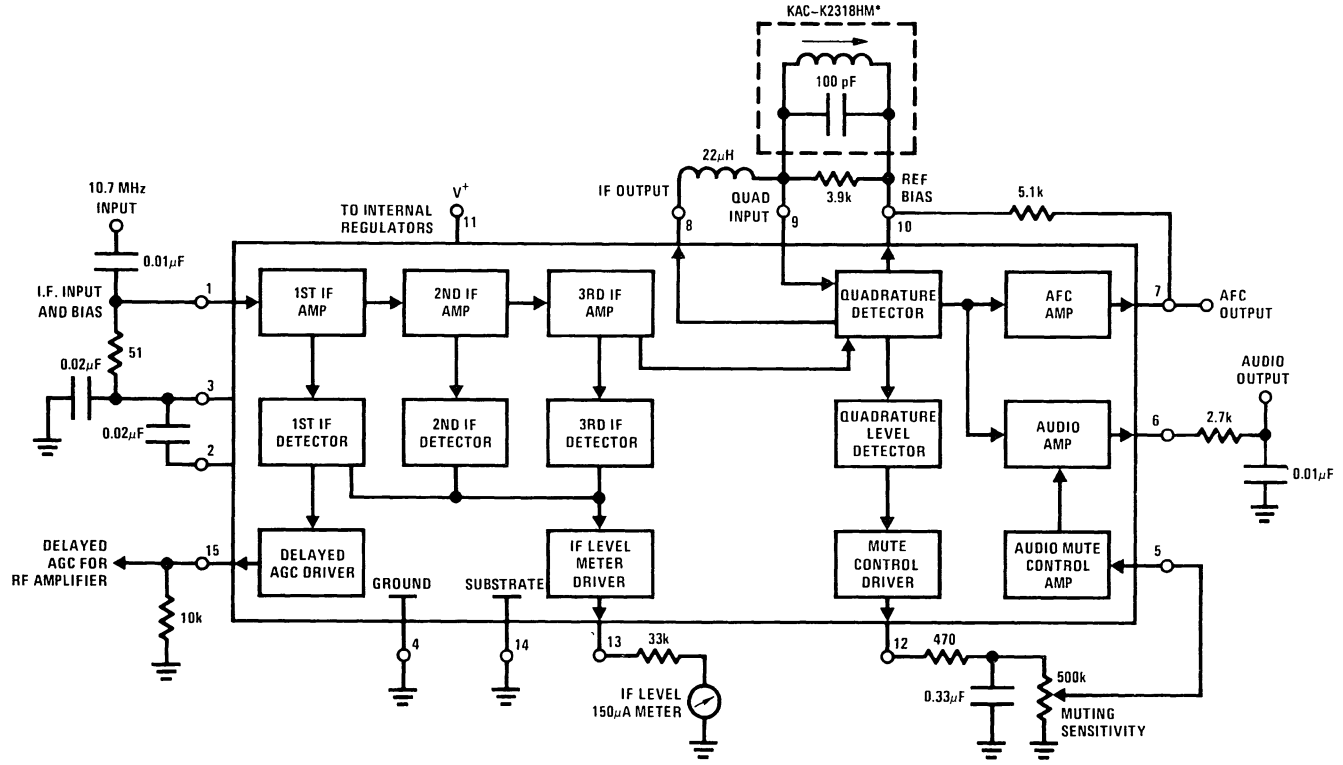 KAC-K2318HM*
100 pF
22µH
3.9k
IF OUTPUT
8
QUAD
INPUT
9
REF
BIAS
10
5.1k
10.7 MHz
INPUT
0.01µF
TO INTERNAL
REGULATORS
V+
11
I.F. INPUT
AND BIAS
1
1ST IF
AMP
2ND IF
AMP
3RD IF
AMP
QUADRATURE
DETECTOR
AFC
AMP
7
AFC
OUTPUT
51
0.02µF
3
0.02µF
2
1ST IF
DETECTOR
2ND IF
DETECTOR
3RD IF
DETECTOR
QUADRATURE
LEVEL
DETECTOR
AUDIO
AMP
6
2.7k
AUDIO
OUTPUT
0.01µF
DELAYED
AGC FOR
RF AMPLIFIER
15
10k
DELAYED
AGC DRIVER
GROUND
4
SUBSTRATE
14
IF LEVEL
METER
DRIVER
13
33k
IF LEVEL
150µA METER
MUTE
CONTROL
DRIVER
12
470
0.33µF
500k
MUTING
SENSITIVITY
AUDIO MUTE
CONTROL
AMP
5